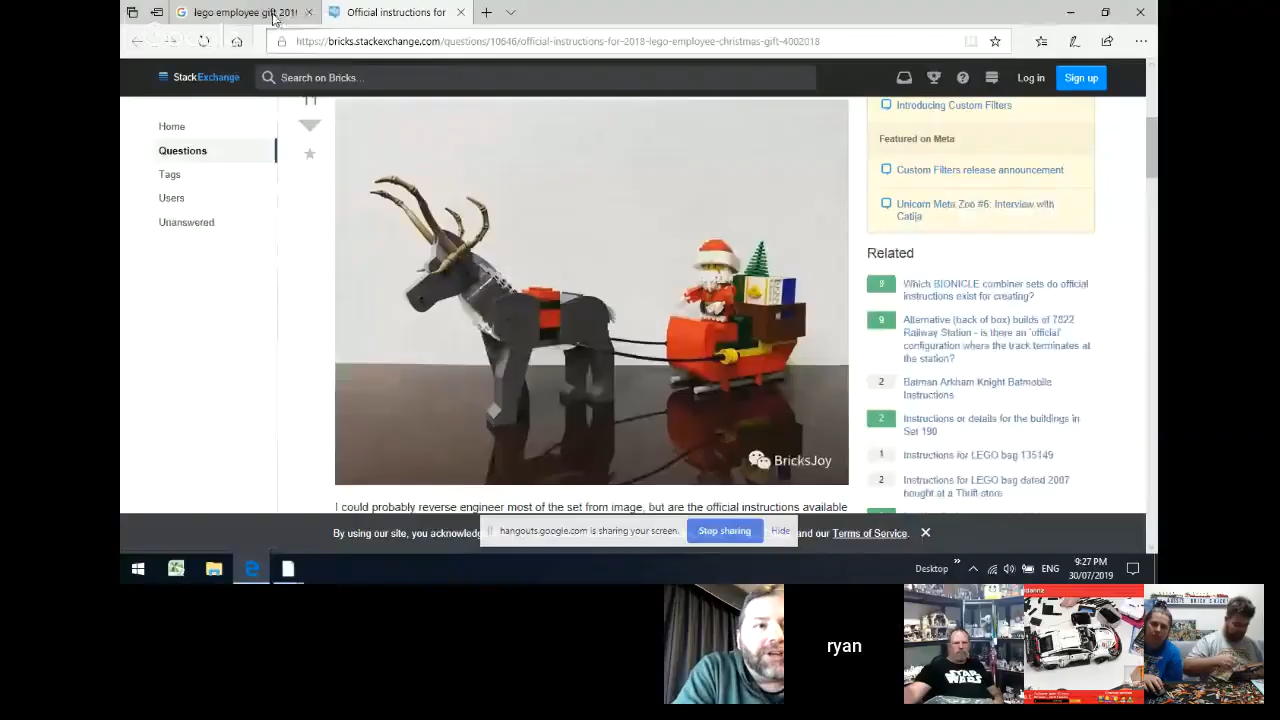 lego employee gift 201
Official instructions for
https://bricks.stackexchange.com/questions/10646/official-instructions-for-2018-lego-employee-christmas-gift-4002018
StackExchange
Search on Bricks...
Log in
Sign up
11
Home
Questions
Tags
Users
Unanswered
BricksJoy
I could probably reverse engineer most of the set from image, but are the official instructions available
Introducing Custom Filters
Featured on Meta
Custom Filters release announcement
Unicorn Meta Zoo #6: Interview with
Catija
Related
9
Which BIONICLE combiner sets do official
instructions exist for creating?
9
Alternative (back of box) builds of 7822
Railway Station - is there an 'official'
configuration where the track terminates at
the station?
2
Batman Arkham Knight Batmobile
Instructions
2
Instructions or details for the buildings in
Set 190
1
Instructions for LEGO bag 135149
2
Instructions for LEGO bag dated 2007
bought at a Thrift store
By using our site, you acknowledg
and our Terms of Service.
hangouts.google.com is sharing your screen.
Stop sharing
Hide
Desktop
ENG
9:27 PM
30/07/2019
ryan
STAR
WARS